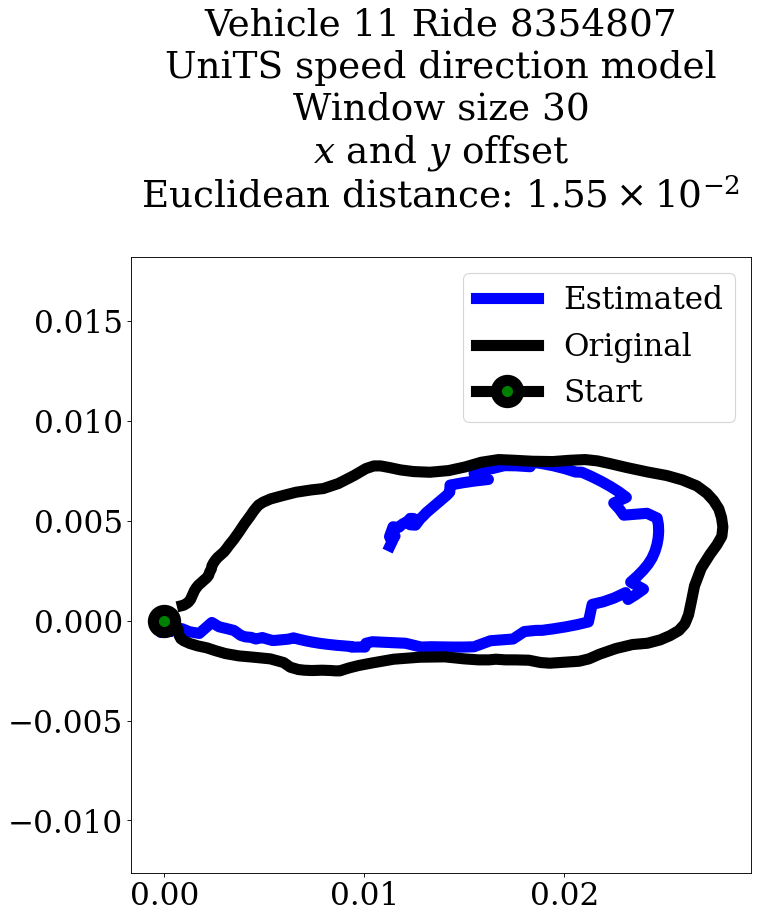 Vehicle 11 Ride 8354807
UniTS speed direction model
Window size 30
x and y offset
Euclidean distance: 1.55 × 10⁻²
Estimated
Original
Start
0.015
0.010
0.005
0.000
−0.005
−0.010
0.00 0.01 0.02